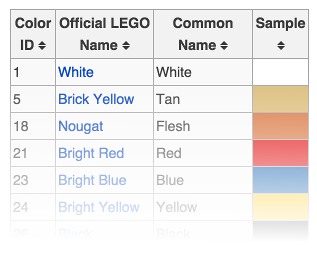 Color Official LEGO Common Sample
ID Name Name
1 White White
5 Brick Yellow Tan
18 Nougat Flesh
21 Bright Red Red
23 Bright Blue Blue
24 Bright Yellow Yellow
26 Black Black